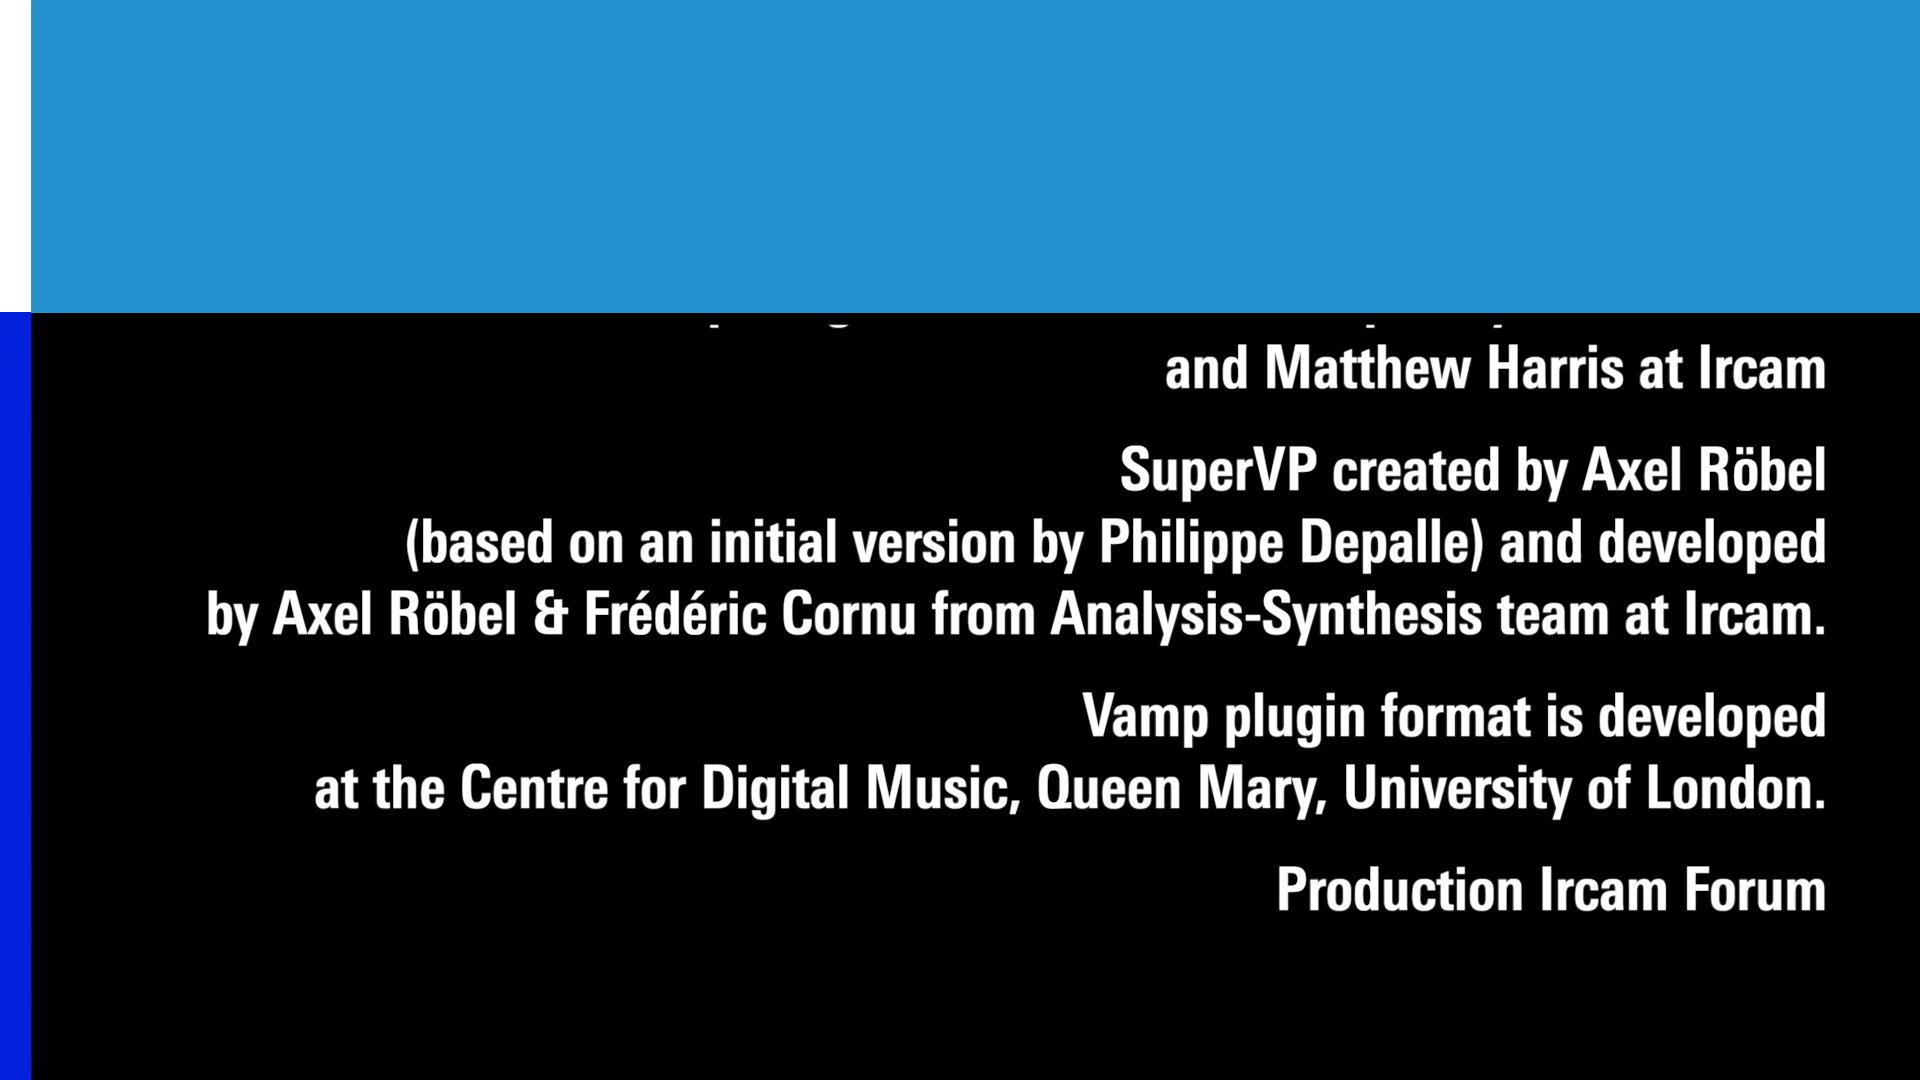 and Matthew Harris at Ircam
SuperVP created by Axel Röbel
(based on an initial version by Philippe Depalle) and developed
by Axel Röbel & Frédéric Cornu from Analysis-Synthesis team at Ircam.
Vamp plugin format is developed
at the Centre for Digital Music, Queen Mary, University of London.
Production Ircam Forum